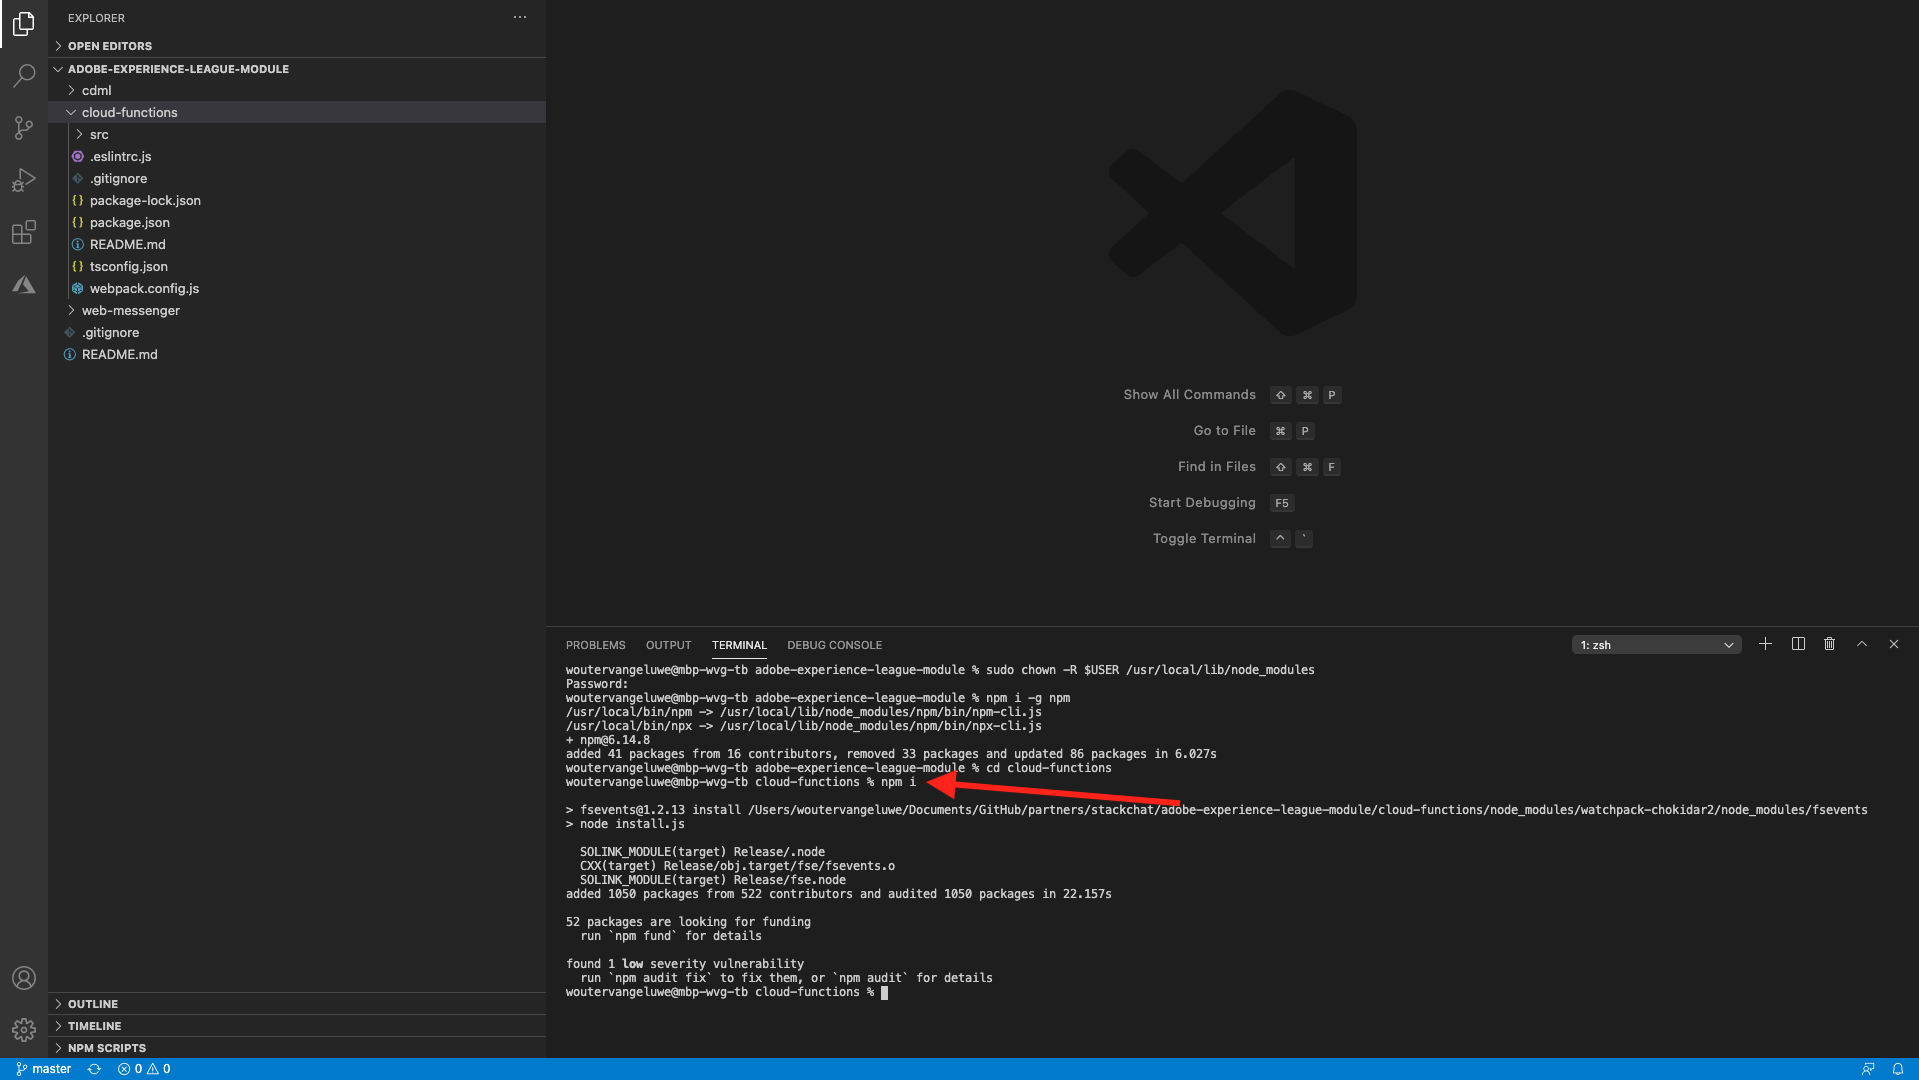 EXPLORER
OPEN EDITORS
ADOBE-EXPERIENCE-LEAGUE-MODULE
cdml
cloud-functions
src
.eslintrc.js
.gitignore
package-lock.json
package.json
README.md
tsconfig.json
webpack.config.js
web-messenger
.gitignore
README.md
OUTLINE
TIMELINE
NPM SCRIPTS
Show All Commands ⇧ ⌘ P
Go to File ⌘ P
Find in Files ⇧ ⌘ F
Start Debugging F5
Toggle Terminal ^ `
PROBLEMS OUTPUT TERMINAL DEBUG CONSOLE 1: zsh
woutervangeluwe@mbp-wvg-tb adobe-experience-league-module % sudo chown -R $USER /usr/local/lib/node_modules
Password:
woutervangeluwe@mbp-wvg-tb adobe-experience-league-module % npm i -g npm
/usr/local/bin/npm -> /usr/local/lib/node_modules/npm/bin/npm-cli.js
/usr/local/bin/npx -> /usr/local/lib/node_modules/npm/bin/npx-cli.js
+ npm@6.14.8
added 41 packages from 16 contributors, removed 33 packages and updated 86 packages in 6.027s
woutervangeluwe@mbp-wvg-tb adobe-experience-league-module % cd cloud-functions
woutervangeluwe@mbp-wvg-tb cloud-functions % npm i
> fsevents@1.2.13 install /Users/woutervangeluwe/Documents/GitHub/partners/stackchat/adobe-experience-league-module/cloud-functions/node_modules/watchpack-chokidar2/node_modules/fsevents
> node install.js
SOLINK_MODULE(target) Release/.node
CXX(target) Release/obj.target/fse/fsevents.o
SOLINK_MODULE(target) Release/fse.node
added 1050 packages from 522 contributors and audited 1050 packages in 22.157s
52 packages are looking for funding
run `npm fund` for details
found 1 low severity vulnerability
run `npm audit fix` to fix them, or `npm audit` for details
woutervangeluwe@mbp-wvg-tb cloud-functions %
master 0 0